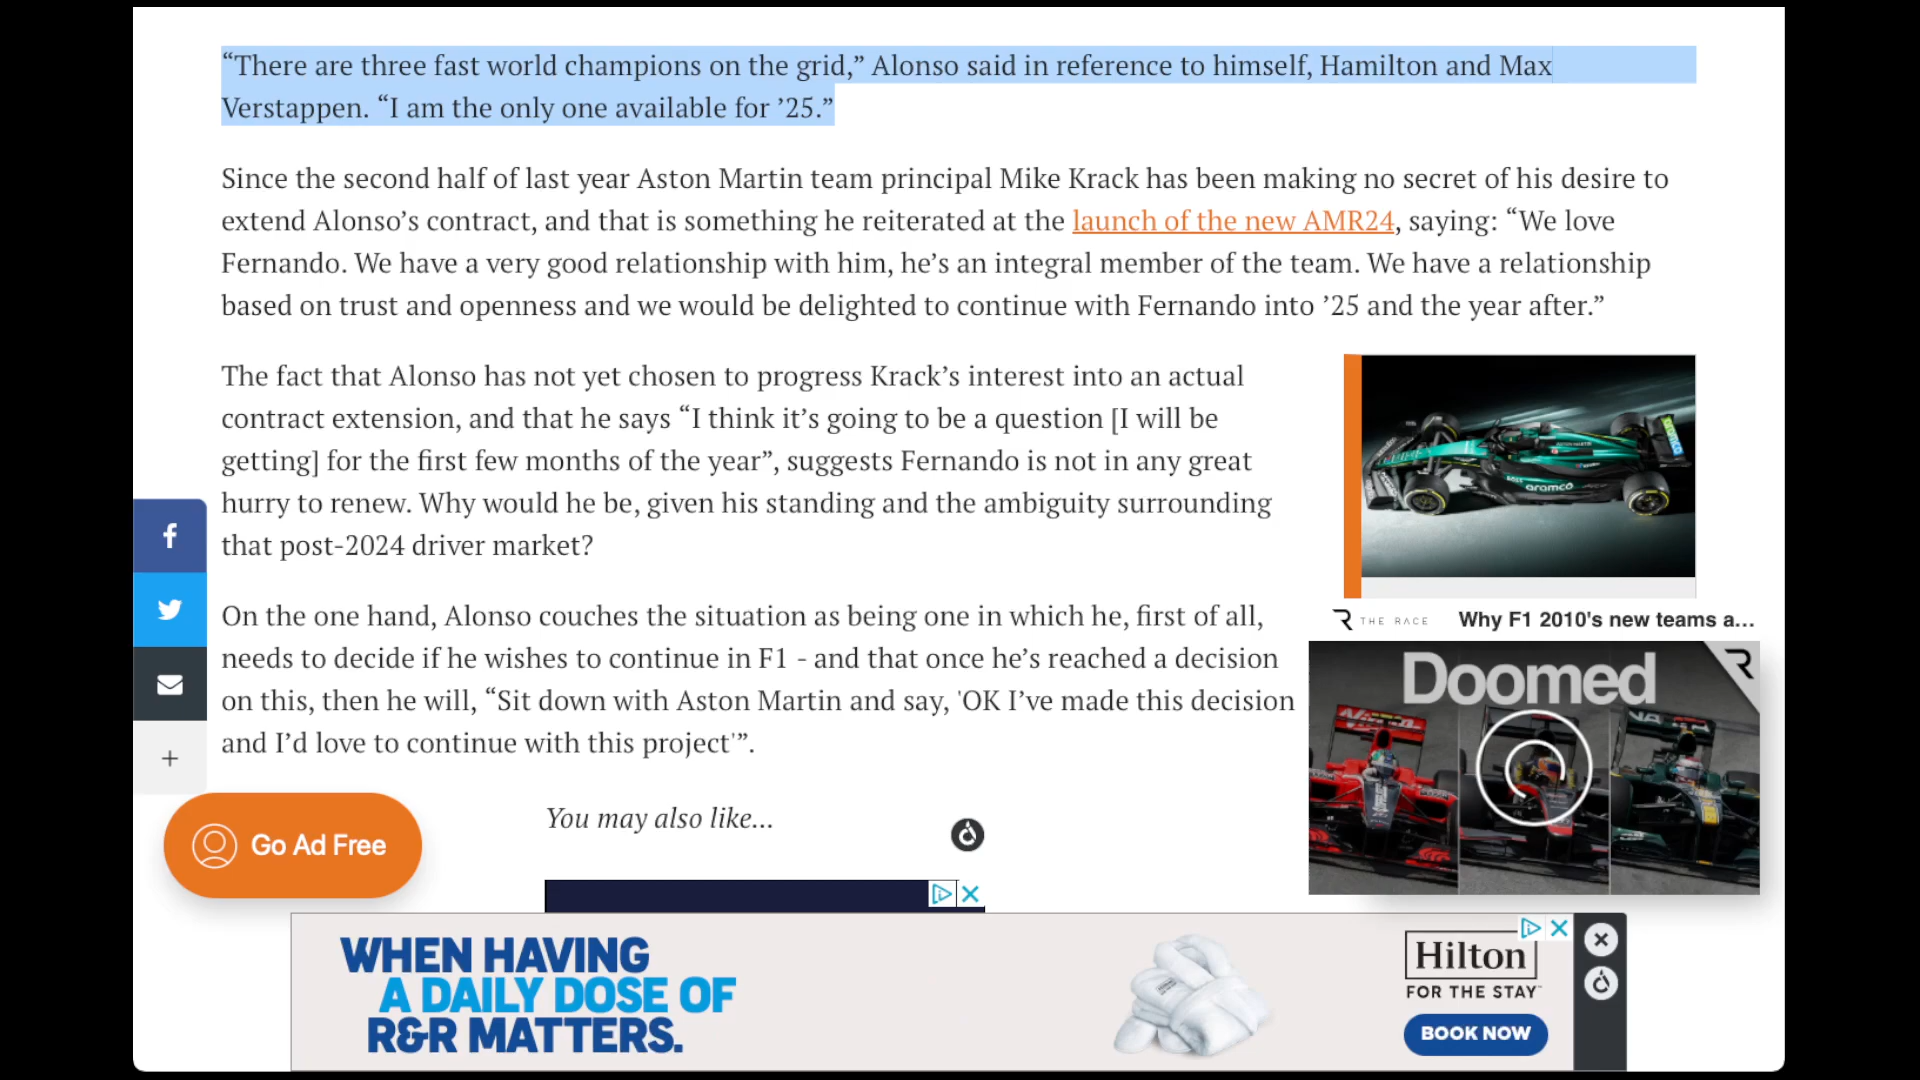 “There are three fast world champions on the grid,” Alonso said in reference to himself, Hamilton and Max
Verstappen. “I am the only one available for ’25.”
Since the second half of last year Aston Martin team principal Mike Krack has been making no secret of his desire to
extend Alonso’s contract, and that is something he reiterated at the launch of the new AMR24, saying: “We love
Fernando. We have a very good relationship with him, he’s an integral member of the team. We have a relationship
based on trust and openness and we would be delighted to continue with Fernando into ’25 and the year after.”
The fact that Alonso has not yet chosen to progress Krack’s interest into an actual
contract extension, and that he says “I think it’s going to be a question [I will be
getting] for the first few months of the year”, suggests Fernando is not in any great
hurry to renew. Why would he be, given his standing and the ambiguity surrounding
that post-2024 driver market?
On the one hand, Alonso couches the situation as being one in which he, first of all,
needs to decide if he wishes to continue in F1 - and that once he’s reached a decision
on this, then he will, “Sit down with Aston Martin and say, 'OK I’ve made this decision
and I’d love to continue with this project'”.
aramco
THE RACE
Why F1 2010's new teams a...
Doomed
Go Ad Free
You may also like...
WHEN HAVING
A DAILY DOSE OF
R&R MATTERS.
Hilton
FOR THE STAY
BOOK NOW